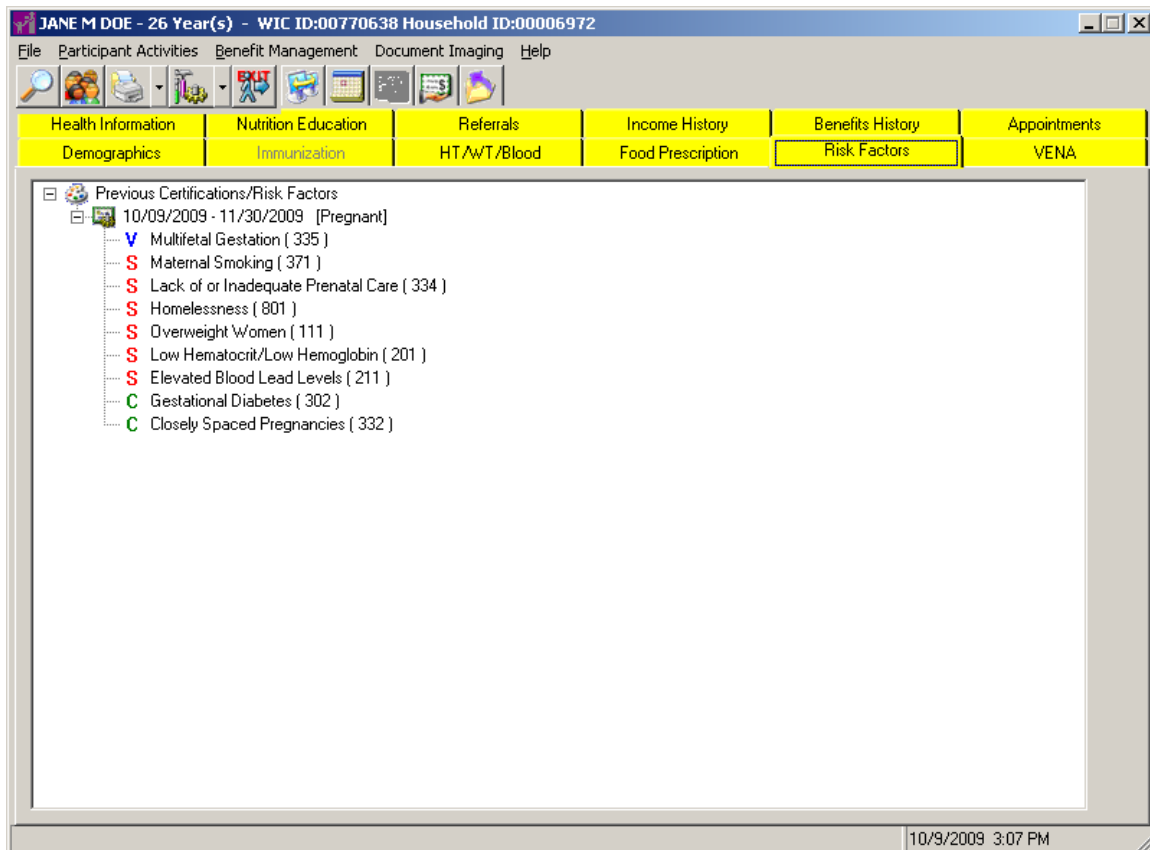 JANE M DOE - 26 Year(s) - WIC ID:00770638 Household ID:00006972
File Participant Activities Benefit Management Document Imaging Help
EXIT
Health Information Nutrition Education Referrals Income History Benefits History Appointments
Demographics Immunization HT/WT/Blood Food Prescription Risk Factors VENA
Previous Certifications/Risk Factors
10/09/2009 - 11/30/2009 [Pregnant]
V Multifetal Gestation ( 335 )
S Maternal Smoking ( 371 )
S Lack of or Inadequate Prenatal Care ( 334 )
S Homelessness ( 801 )
S Overweight Women ( 111 )
S Low Hematocrit/Low Hemoglobin ( 201 )
S Elevated Blood Lead Levels ( 211 )
C Gestational Diabetes ( 302 )
C Closely Spaced Pregnancies ( 332 )
10/9/2009 3:07 PM